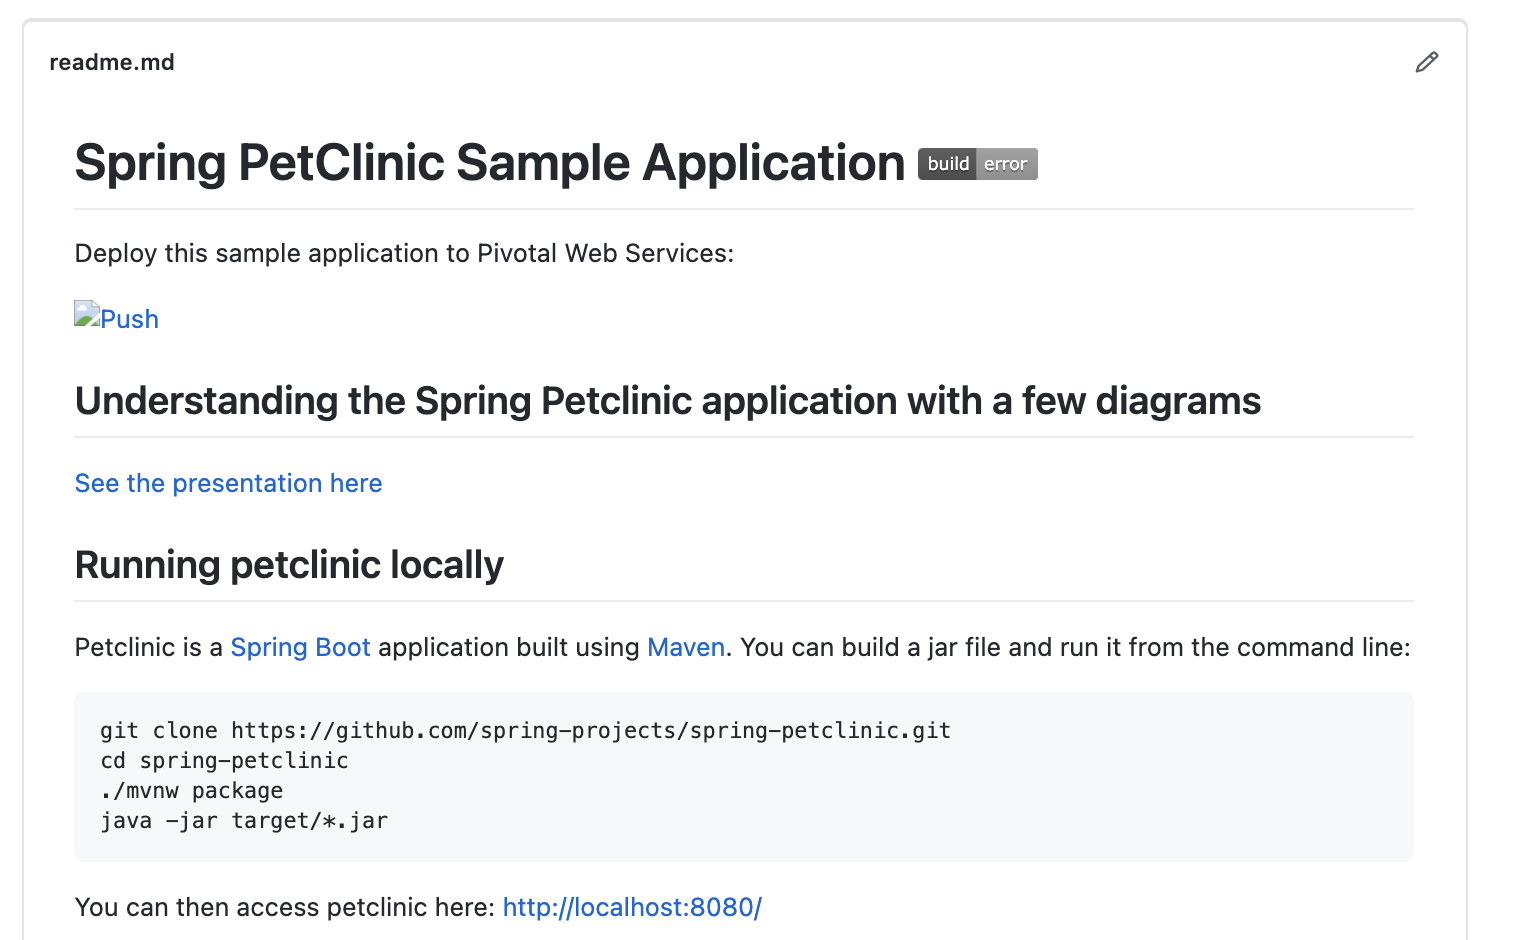 readme.md
Spring PetClinic Sample Application build error
Deploy this sample application to Pivotal Web Services:
Push
Understanding the Spring Petclinic application with a few diagrams
See the presentation here
Running petclinic locally
Petclinic is a Spring Boot application built using Maven. You can build a jar file and run it from the command line:
git clone https://github.com/spring-projects/spring-petclinic.git
cd spring-petclinic
./mvnw package
java -jar target/*.jar
You can then access petclinic here: http://localhost:8080/